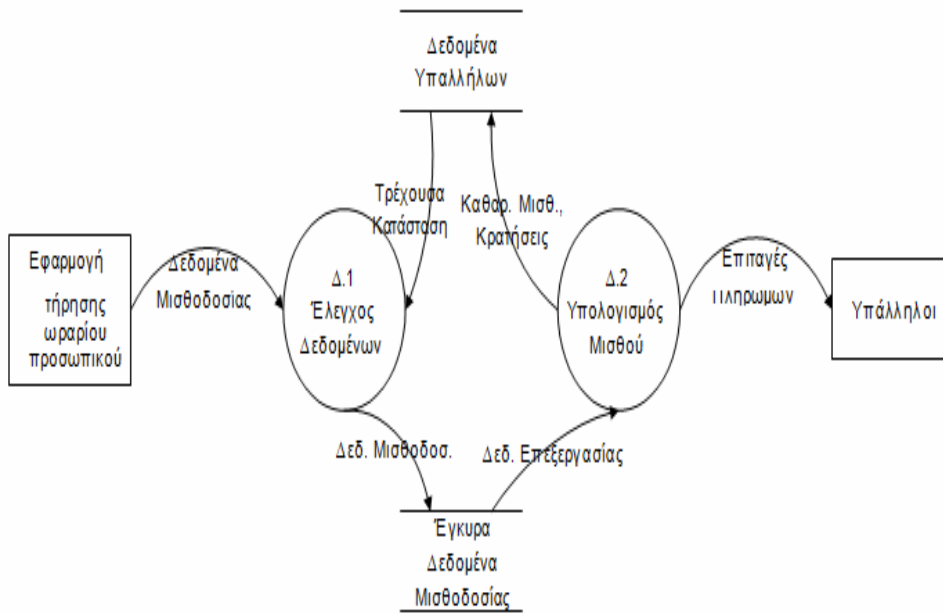 Δεδομένα
Υπαλλήλων
Τρέχουσα
Κατάσταση
Καθαρ. Μισθ.,
Κρατήσεις
Εφαρμογή
τήρησης
ωραρίου
προσωπικού
Δεδομένα
Μισθοδοσίας
Δ.1
Έλεγχος
Δεδομένων
Δ.2
Υπολογισμός
Μισθού
Επιταγές
Πληρωμων
Υπάλληλοι
Δεδ. Μισθοδοσ.
Δεδ. Επεξεργασίας
Έγκυρα
Δεδομένα
Μισθοδοσίας